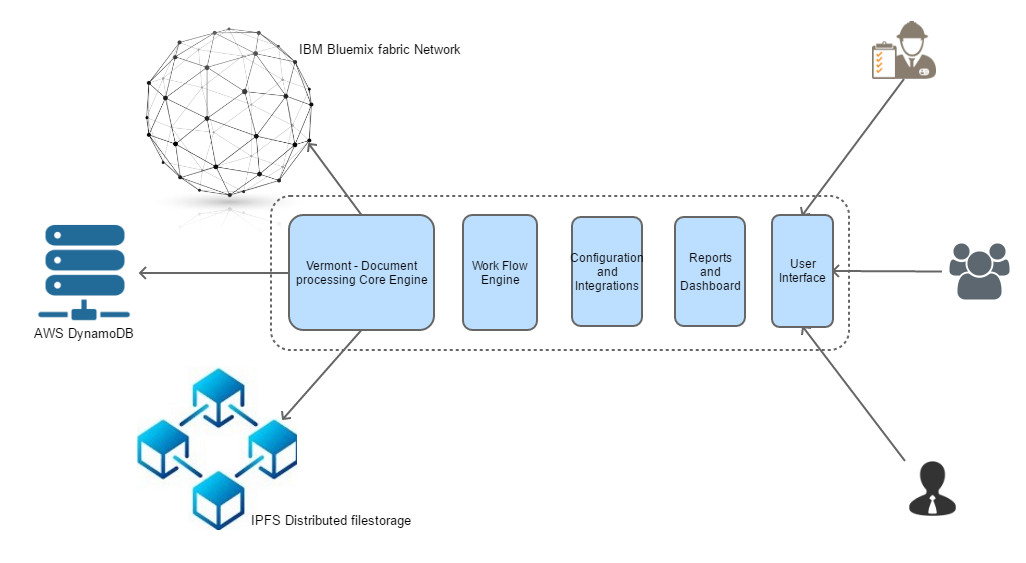 IBM Bluemix fabric Network
Vermont - Document
processing Core Engine
Work Flow
Engine
Configuration
and
Integrations
Reports
and
Dashboard
User
Interface
AWS DynamoDB
IPFS Distributed filestorage